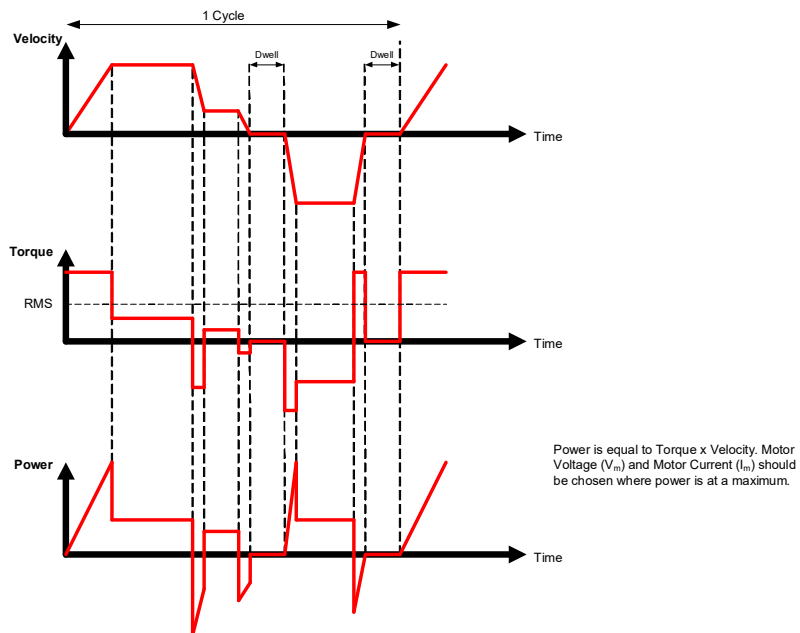 1 Cycle
Velocity
Dwell
Dwell
Time
Torque
RMS
Time
Power is equal to Torque x Velocity. Motor
Voltage (Vm) and Motor Current (Im) should
be chosen where power is at a maximum.
Power
Time